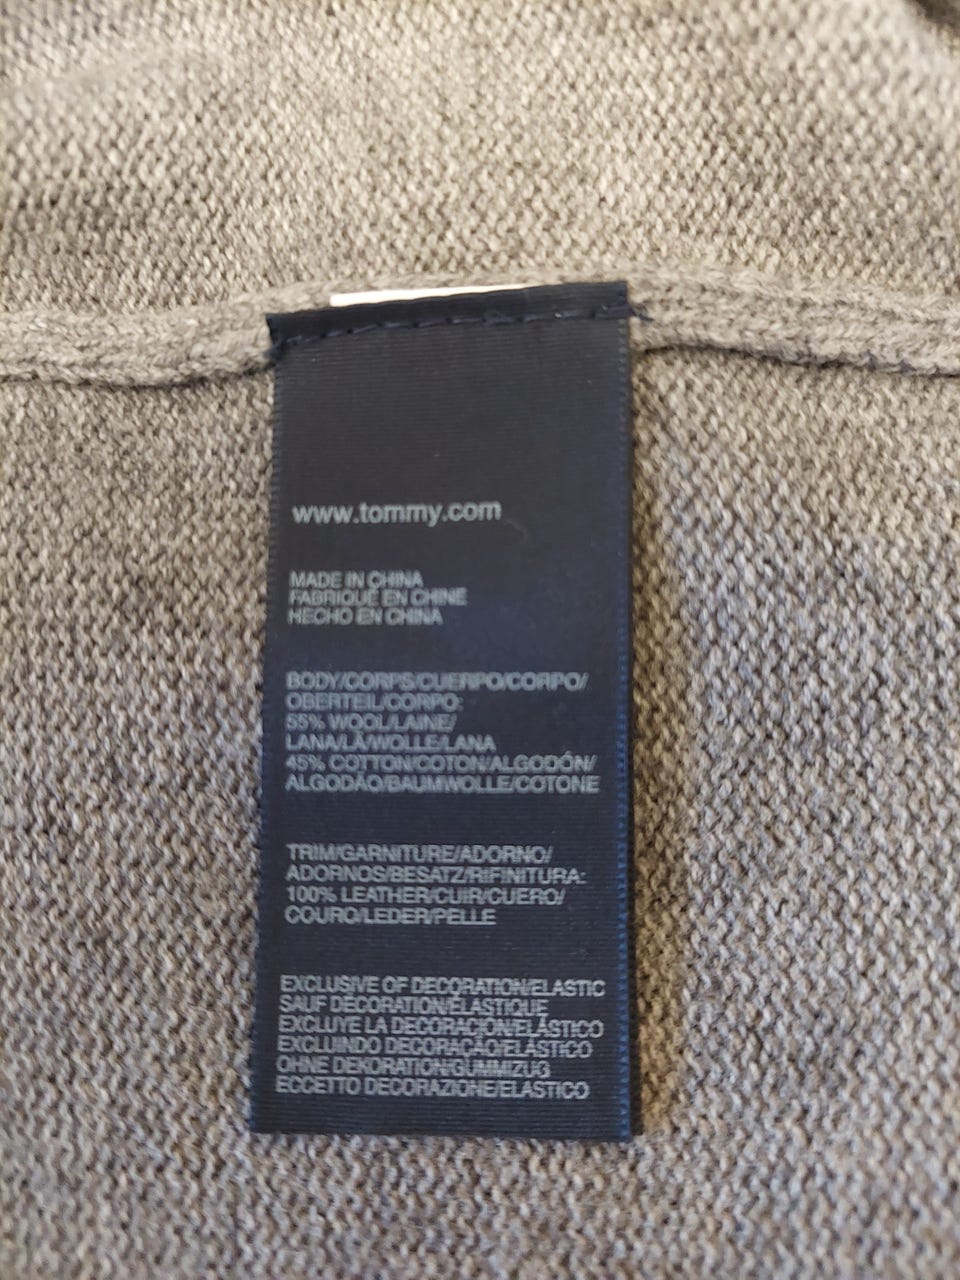 www.tommy.com
MADE IN CHINA
FABRIQUÉ EN CHINE
HECHO EN CHINA
BODY/CORPS/CUERPO/CORPO/
OBERTEIL/CORPO:
55% WOOL/LAINE/
LANA/LÃ/WOLLE/LANA
45% COTTON/COTON/ALGODÓN/
ALGODÃO/BAUMWOLLE/COTONE
TRIM/GARNITURE/ADORNO/
ADORNOS/BESATZ/RIFINITURA:
100% LEATHER/CUIR/CUERO/
COURO/LEDER/PELLE
EXCLUSIVE OF DECORATION/ELASTIC
SAUF DÉCORATION/ÉLASTIQUE
EXCLUYE LA DECORACIÓN/ELÁSTICO
EXCLUINDO DECORAÇÃO/ELÁSTICO
OHNE DEKORATION/GUMMIZUG
ECCETTO DECORAZIONE/ELASTICO